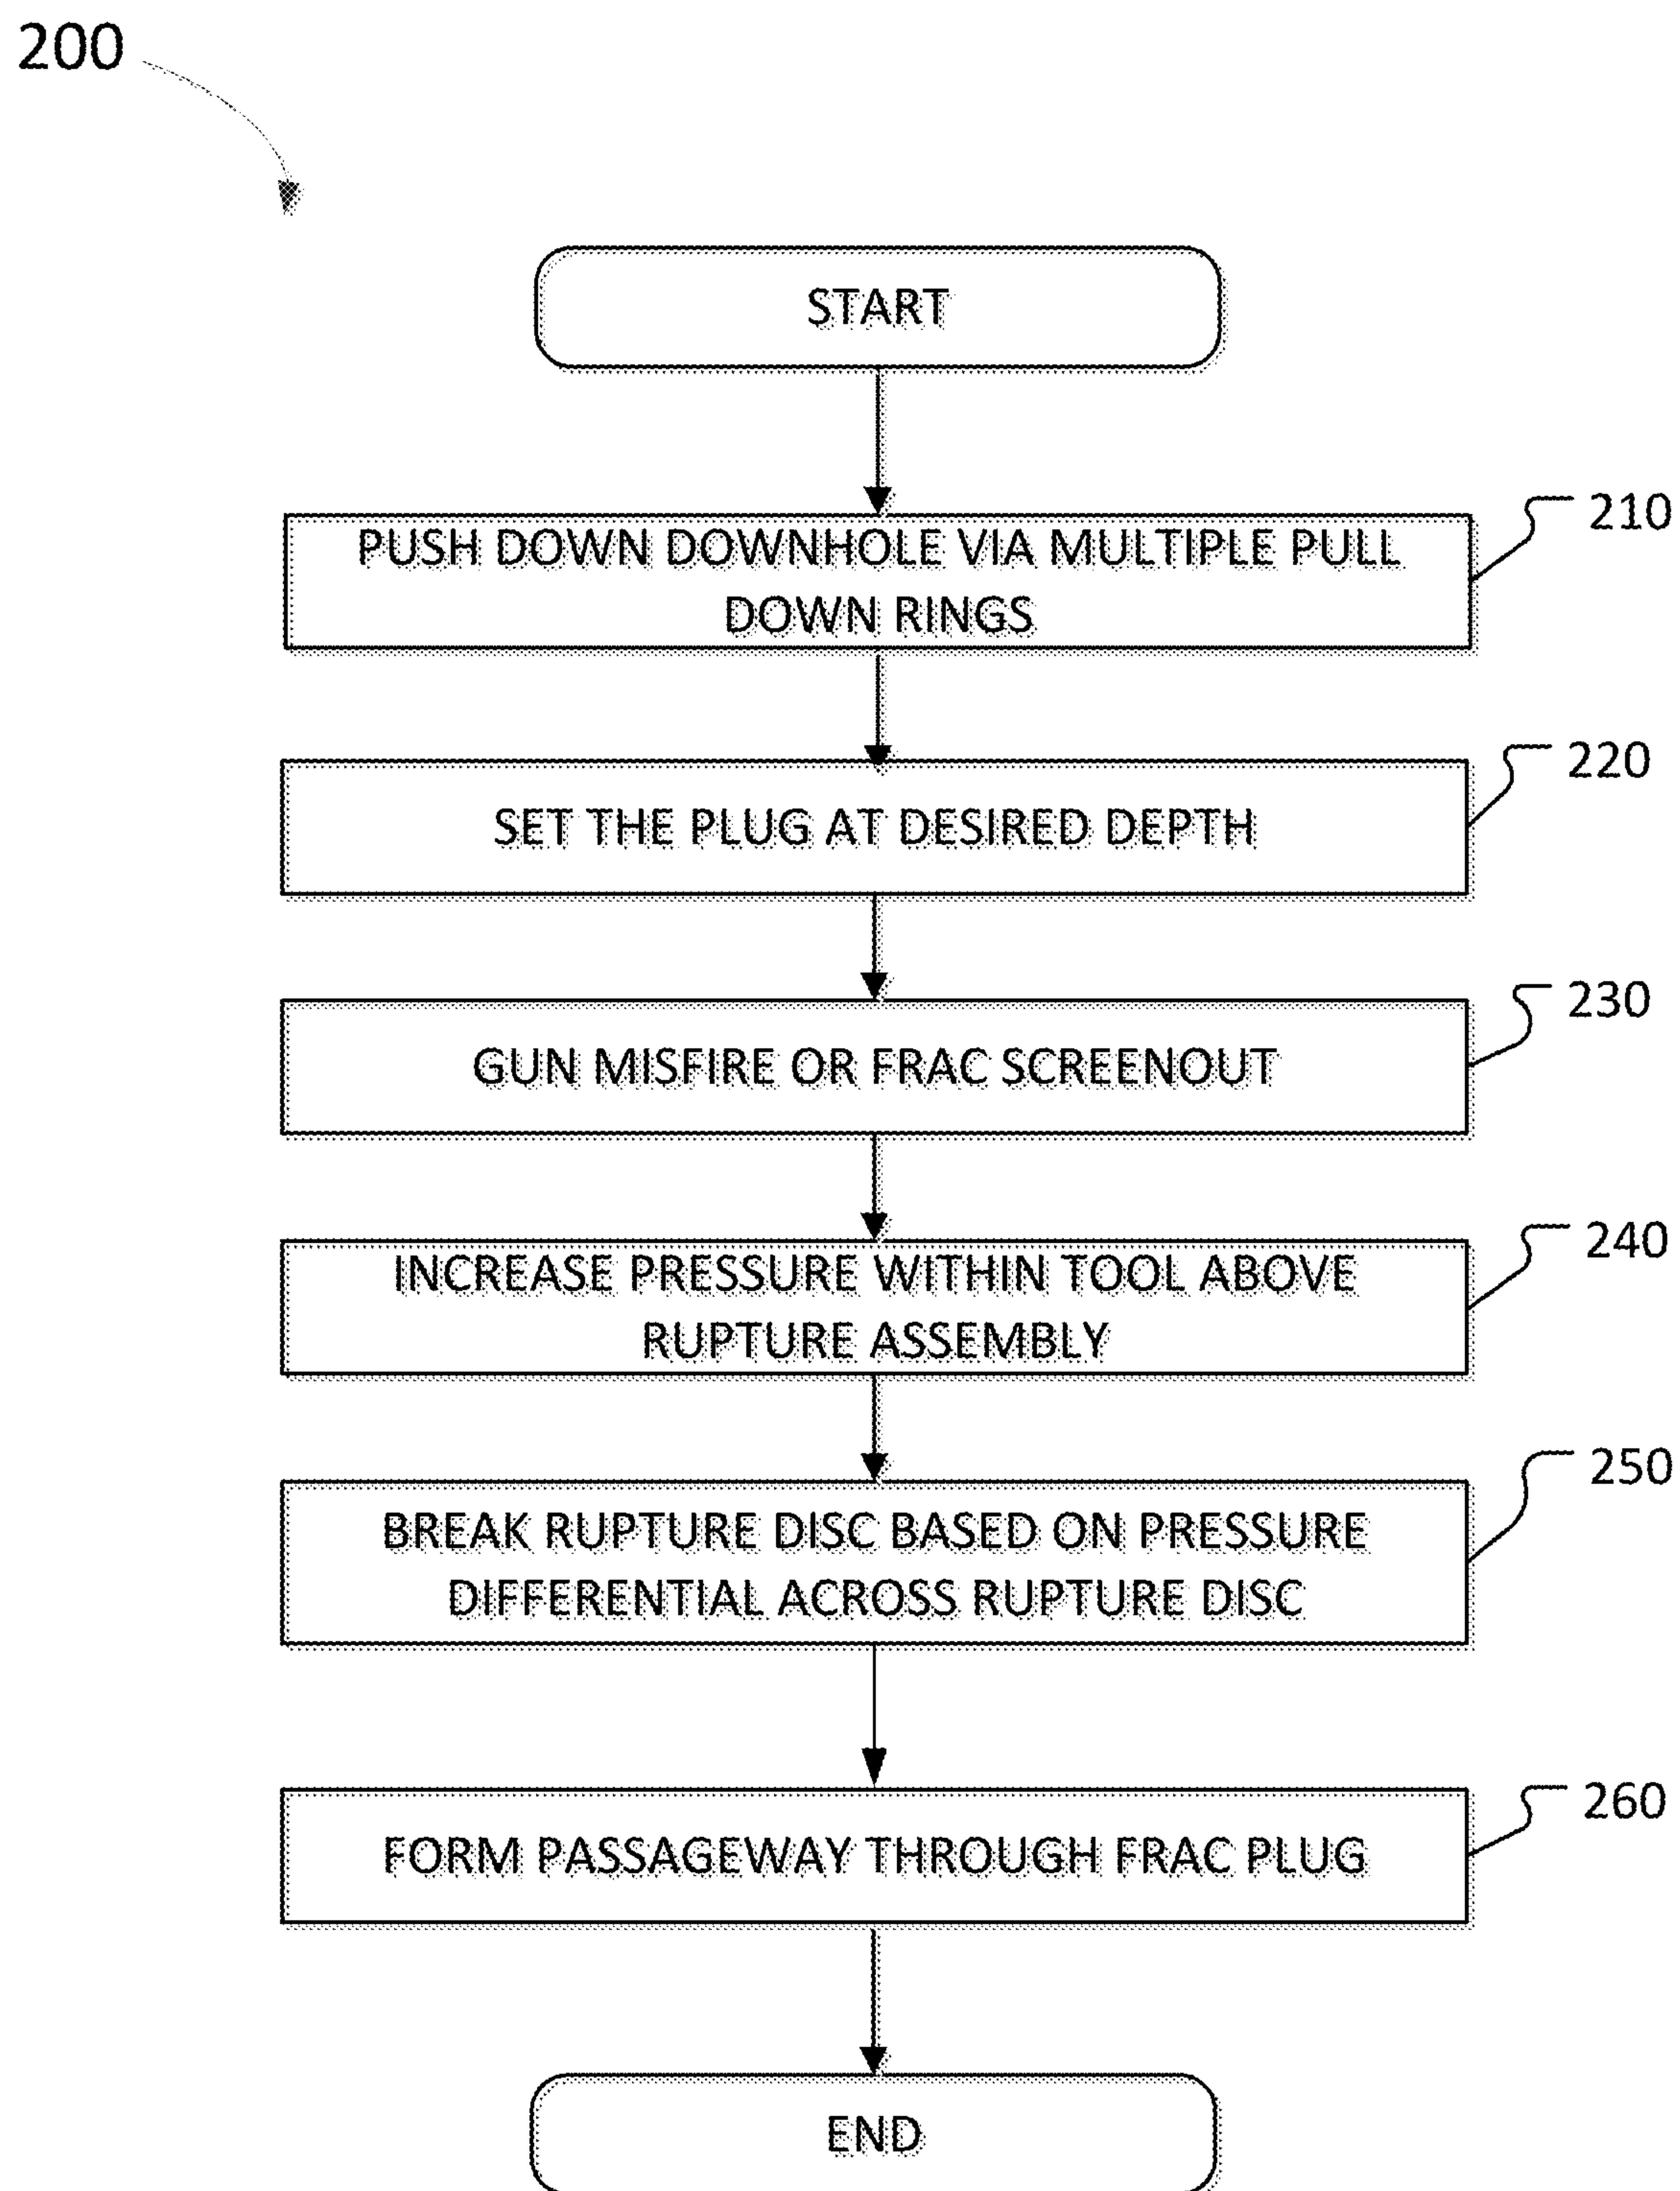 200
START
210
PUSH DOWN DOWNHOLE VIA MULTIPLE PULL
DOWN RINGS
220
SET THE PLUG AT DESIRED DEPTH
230
GUN MISFIRE OR FRAC SCREENOUT
240
INCREASE PRESSURE WITHIN TOOL ABOVE
RUPTURE ASSEMBLY
250
BREAK RUPTURE DISC BASED ON PRESSURE
DIFFERENTIAL ACROSS RUPTURE DISC
260
FORM PASSAGEWAY THROUGH FRAC PLUG
END